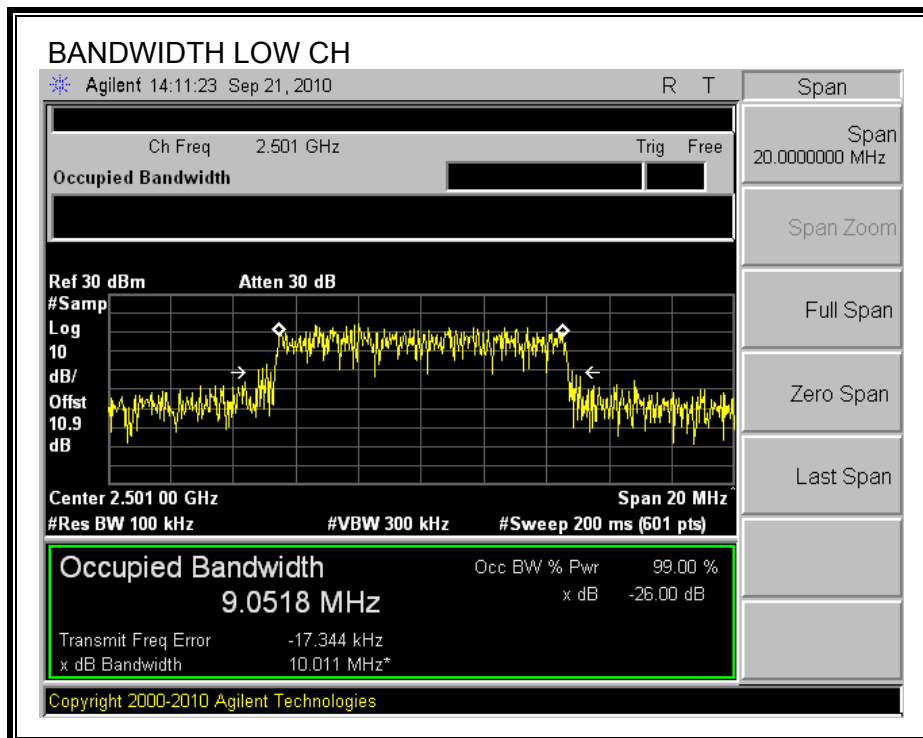 BANDWIDTH LOW CH
Agilent 14:11:23 Sep 21, 2010 R T
Span
Ch Freq 2.501 GHz Trig Free
Occupied Bandwidth
Span
20.0000000 MHz
Span Zoom
Full Span
Zero Span
Last Span
Ref 30 dBm Atten 30 dB
#Samp
Log
10
dB/
Offst
10.9
dB
Center 2.501 00 GHz Span 20 MHz^
#Res BW 100 kHz #VBW 300 kHz #Sweep 200 ms (601 pts)
Occupied Bandwidth
9.0518 MHz
Occ BW % Pwr 99.00 %
x dB -26.00 dB
Transmit Freq Error -17.344 kHz
x dB Bandwidth 10.011 MHz*
Copyright 2000-2010 Agilent Technologies